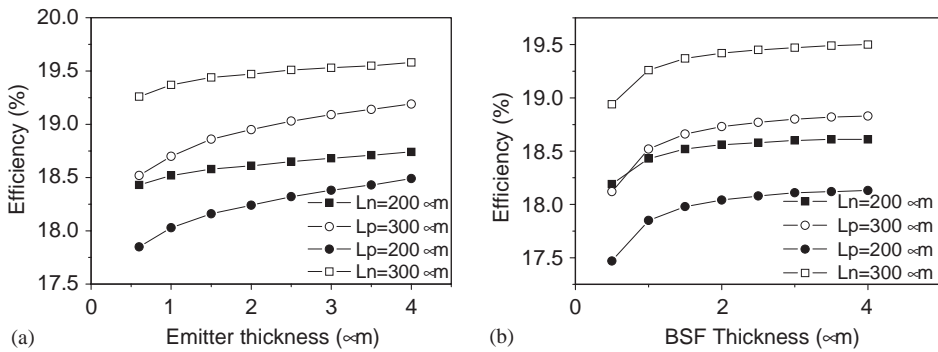 (a)
20.0
19.5
19.0
18.5
18.0
17.5
Efficiency (%)
0
1
2
3
4
Emitter thickness (∝m)
Ln=200 ∝m
Lp=300 ∝m
Lp=200 ∝m
Ln=300 ∝m
(b)
19.5
19.0
18.5
18.0
17.5
Efficiency (%)
0
2
4
BSF Thickness (∝m)
Ln=200 ∝m
Lp=300 ∝m
Lp=200 ∝m
Ln=300 ∝m